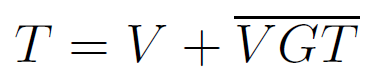 T = V + \overline{VGT}